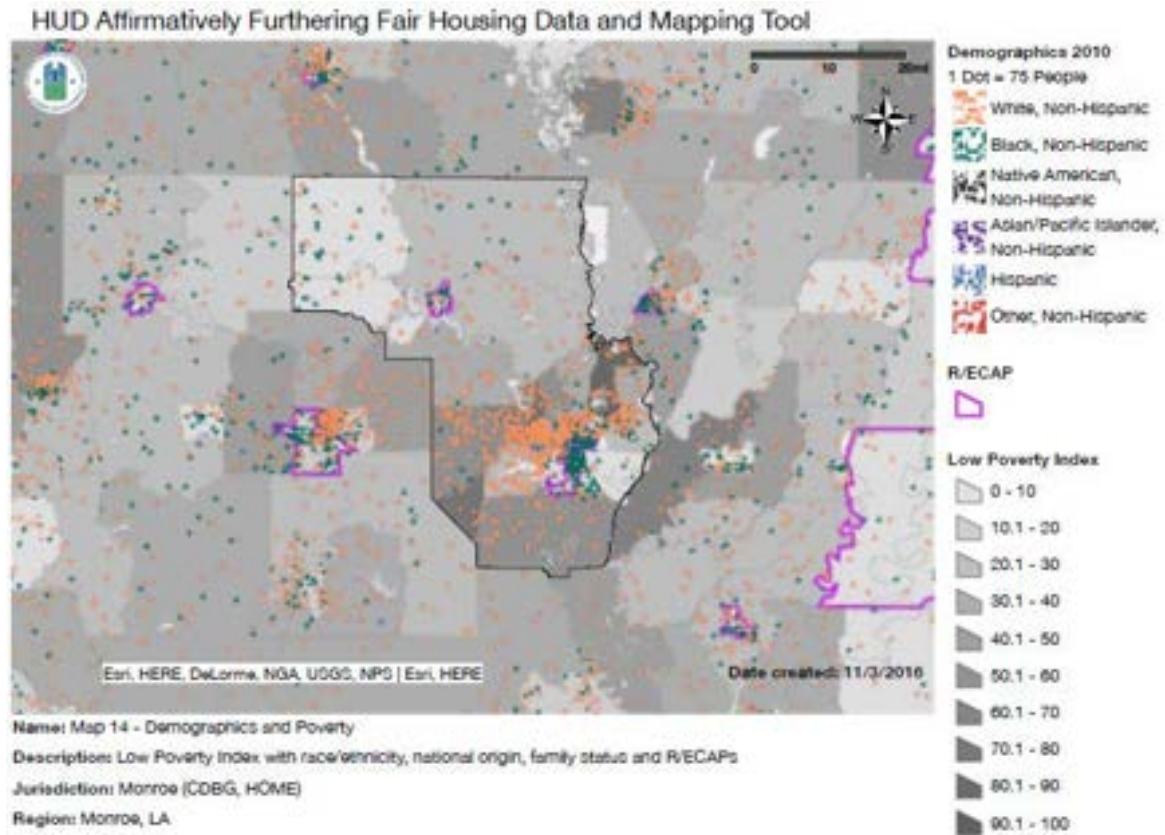 HUD Affirmatively Furthering Fair Housing Data and Mapping Tool
0 10 20mi
N
W E
S
Demographics 2010
1 Dot = 75 People
White, Non-Hispanic
Black, Non-Hispanic
Native American,
Non-Hispanic
Asian/Pacific Islander,
Non-Hispanic
Hispanic
Other, Non-Hispanic
R/ECAP
Low Poverty Index
0 - 10
10.1 - 20
20.1 - 30
30.1 - 40
40.1 - 50
50.1 - 60
60.1 - 70
70.1 - 80
80.1 - 90
90.1 - 100
Esri, HERE, DeLorme, NGA, USGS, NPS | Esri, HERE
Date created: 11/3/2016
Name: Map 14 - Demographics and Poverty
Description: Low Poverty Index with race/ethnicity, national origin, family status and R/ECAPs
Jurisdiction: Monroe (CDBG, HOME)
Region: Monroe, LA